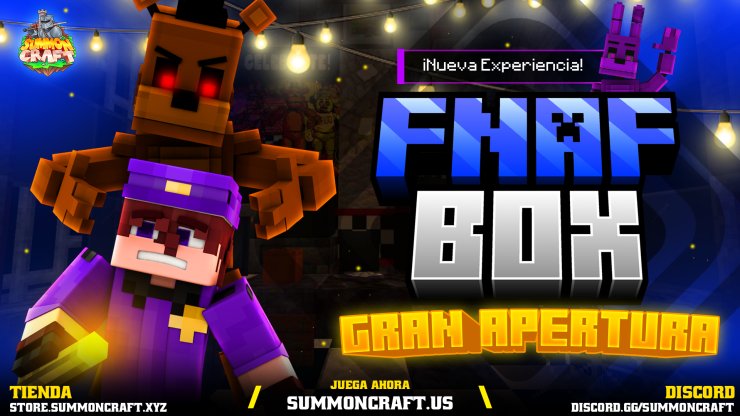 SUMMON
CRAFT
¡Nueva Experiencia!
FNAF
BOX
GRAN APERTURA
TIENDA
STORE.SUMMONCRAFT.XYZ
/
JUEGA AHORA
SUMMONCRAFT.US
\
DISCORD
DISCORD.GG/SUMMONCRAFT